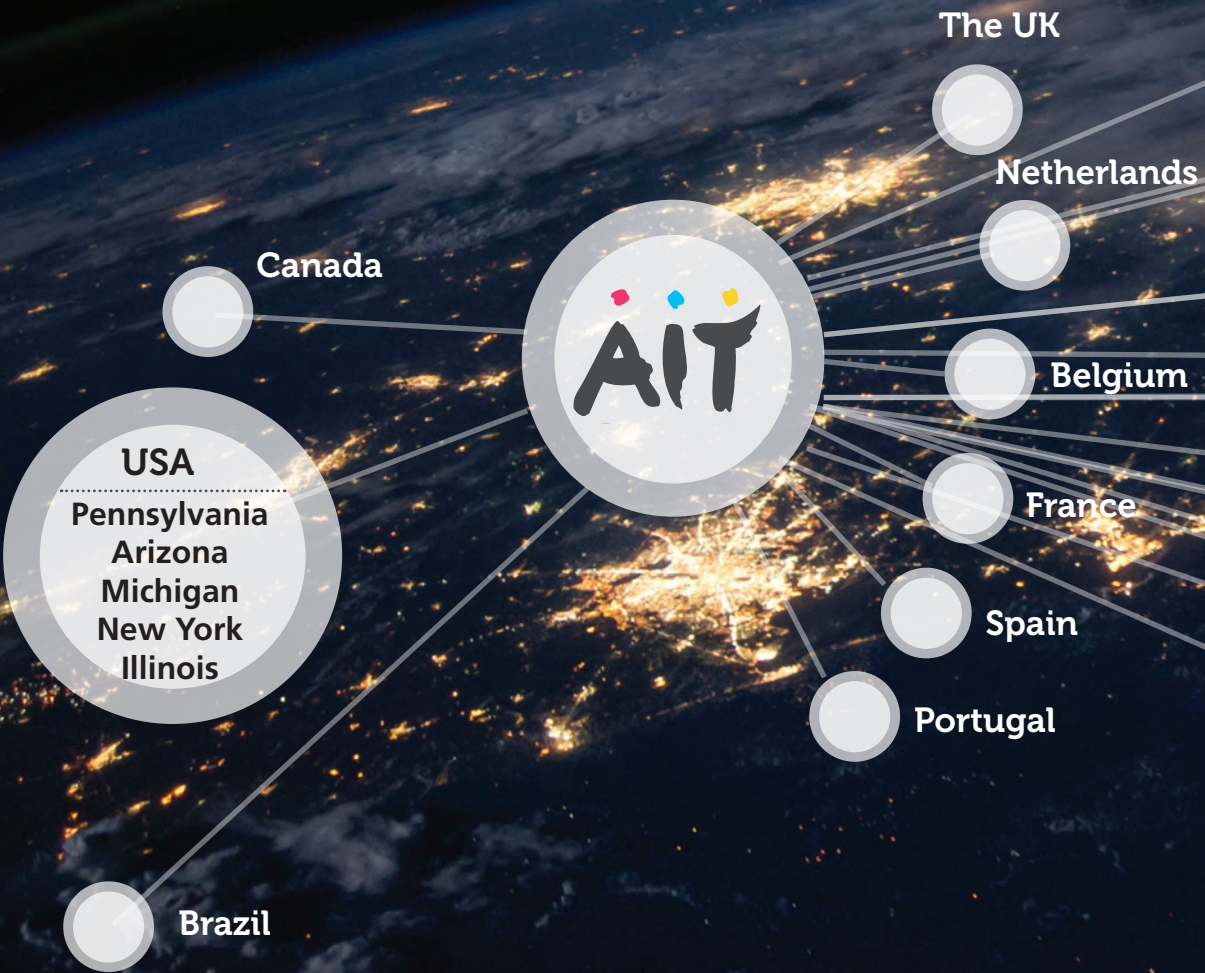 The UK
Netherlands
Canada
AIT
Belgium
USA
Pennsylvania
Arizona
Michigan
New York
Illinois
France
Spain
Portugal
Brazil